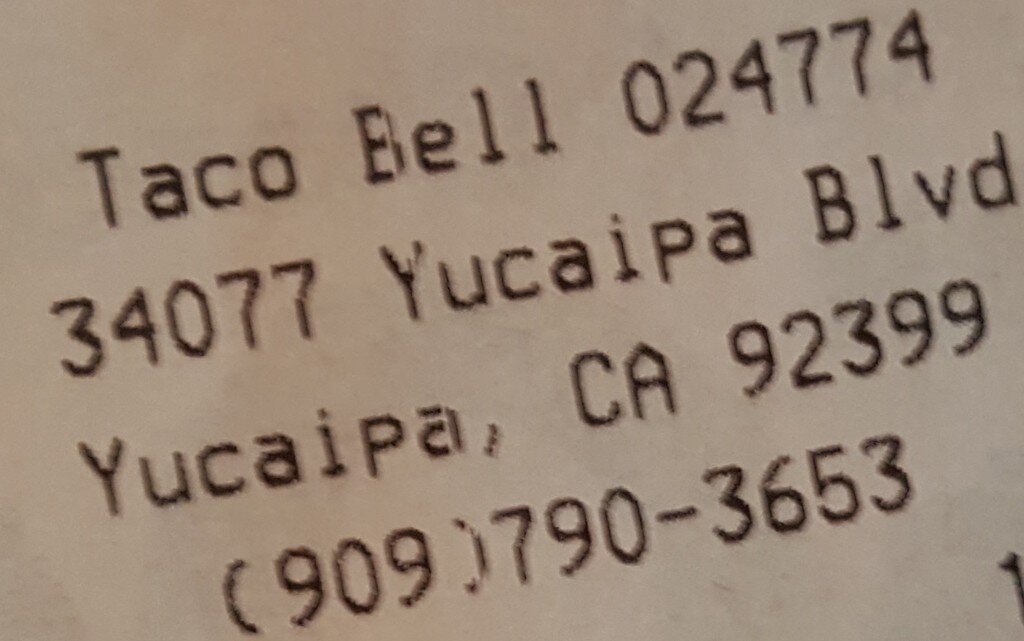 Taco Bell 024774
34077 Yucaipa Blvd
Yucaipa, CA 92399
(909)790-3653